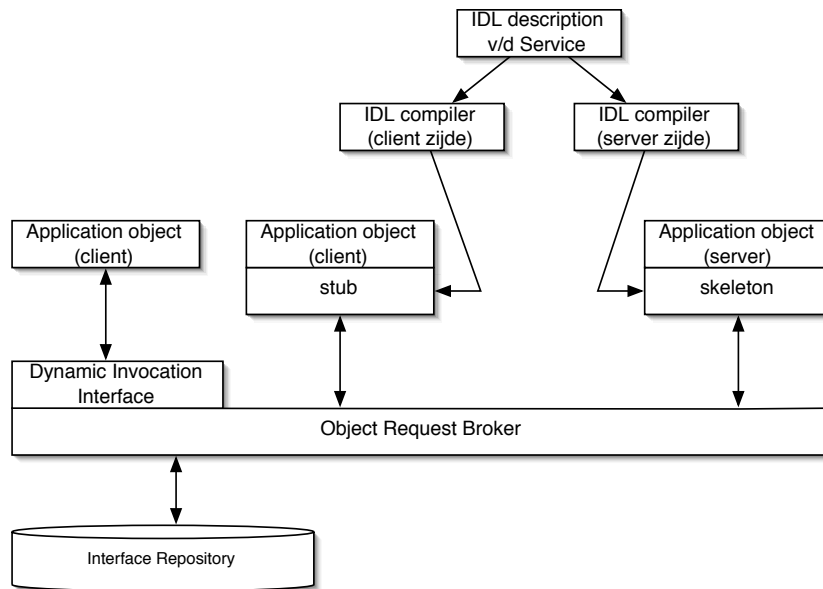 IDL description
v/d Service
IDL compiler
(client zijde)
IDL compiler
(server zijde)
Application object
(client)
Application object
(client)
stub
Application object
(server)
skeleton
Dynamic Invocation
Interface
Object Request Broker
Interface Repository